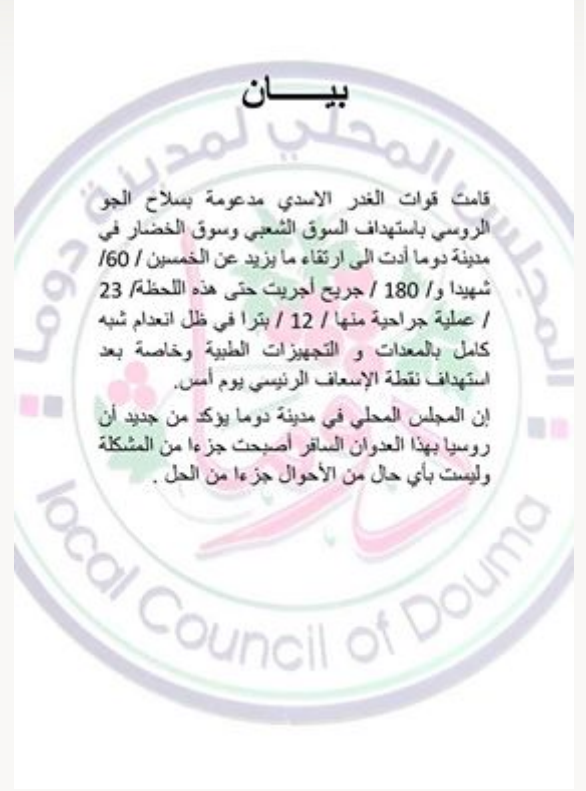 بيـــــان
قامت قوات الغدر الاسدي مدعومة بسلاح الجو
الروسي باستهداف السوق الشعبي وسوق الخضار في
مدينة دوما أدت الى ارتقاء ما يزيد عن الخمسين / 60/
شهيدا و/ 180 / جريح أجريت حتى هذه اللحظة/ 23
/ عملية جراحية منها / 12 / بترا في ظل انعدام شبه
كامل بالمعدات و التجهيزات الطبية وخاصة بعد
استهداف نقطة الإسعاف الرئيسي يوم أمس.
إن المجلس المحلي في مدينة دوما يوكد من جديد أن
روسيا بهذا العدوان السافر أصبحت جزءا من المشكلة
وليست بأي حال من الأحوال جزءا من الحل .
المجلس المحلي لمدينة دوما
دوما
local Council of Douma